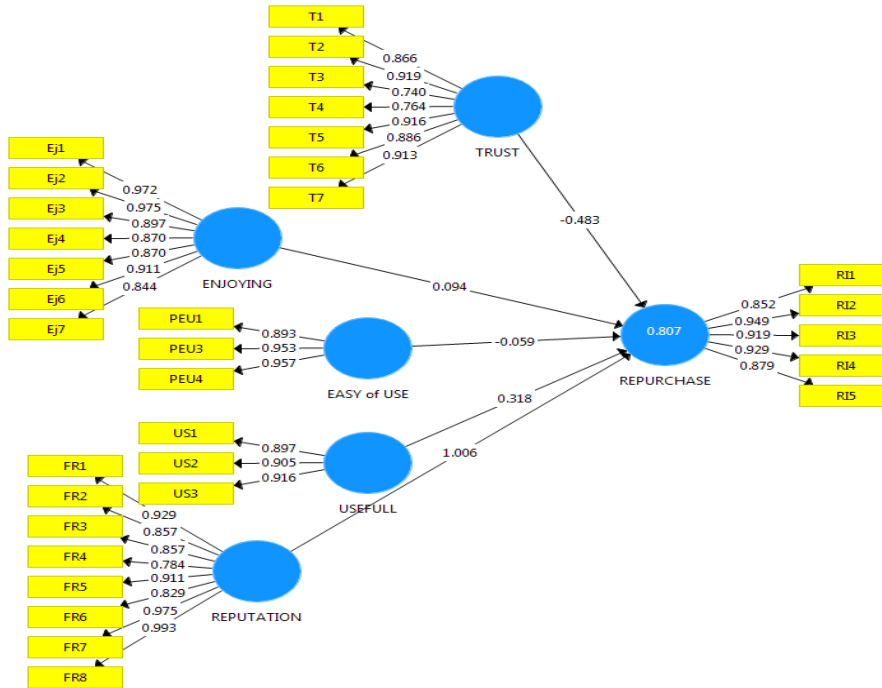 T1
T2
T3
T4
T5
T6
T7
0.866
0.919
0.740
0.764
0.916
0.886
0.913
TRUST
Ej1
Ej2
Ej3
Ej4
Ej5
Ej6
Ej7
0.972
0.975
0.897
0.870
0.870
0.911
0.844
ENJOYING
-0.483
0.094
PEU1
PEU3
PEU4
0.893
0.953
0.957
EASY of USE
-0.059
0.807
REPURCHASE
0.852
0.949
0.919
0.929
0.879
RI1
RI2
RI3
RI4
RI5
US1
US2
US3
0.897
0.905
0.916
USEFULL
0.318
1.006
FR1
FR2
FR3
FR4
FR5
FR6
FR7
FR8
0.929
0.857
0.857
0.784
0.911
0.829
0.975
0.993
REPUTATION